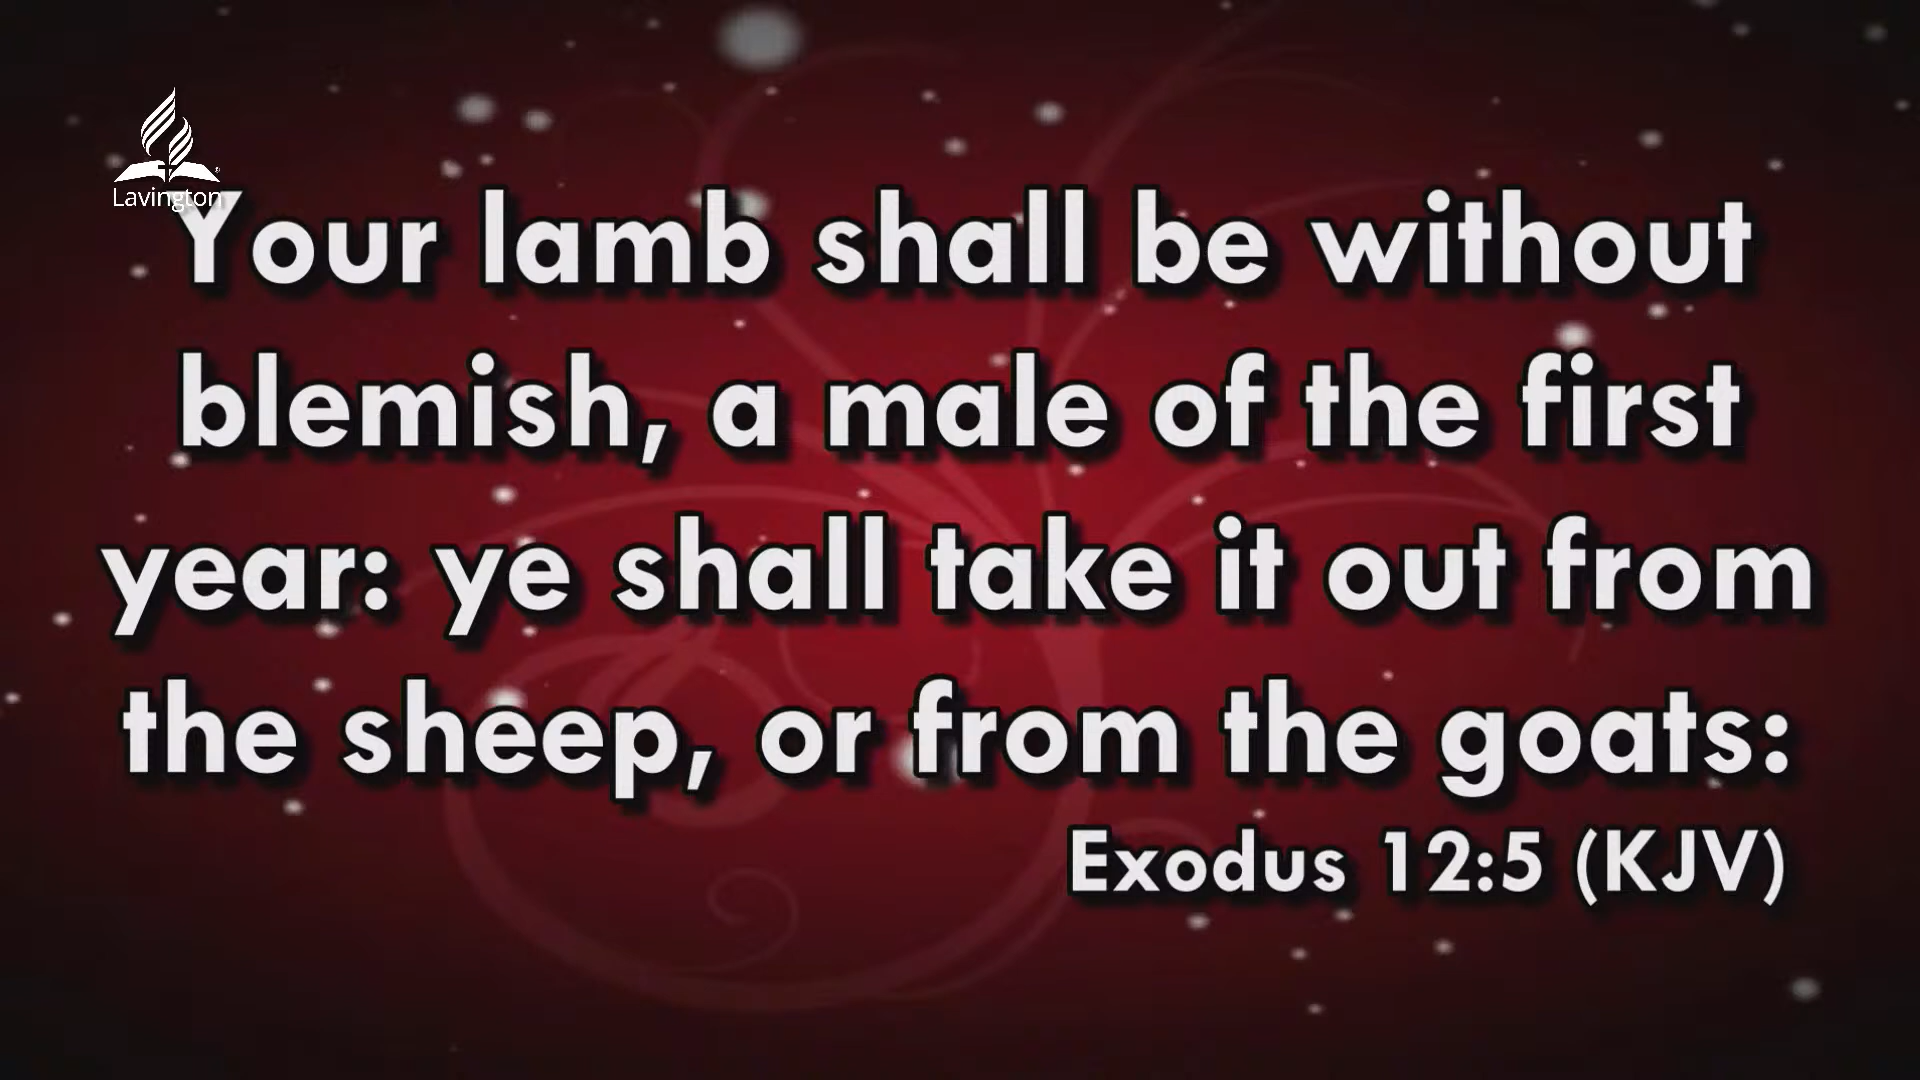 Lavington
Your lamb shall be without
blemish, a male of the first
year: ye shall take it out from
the sheep, or from the goats:
Exodus 12:5 (KJV)